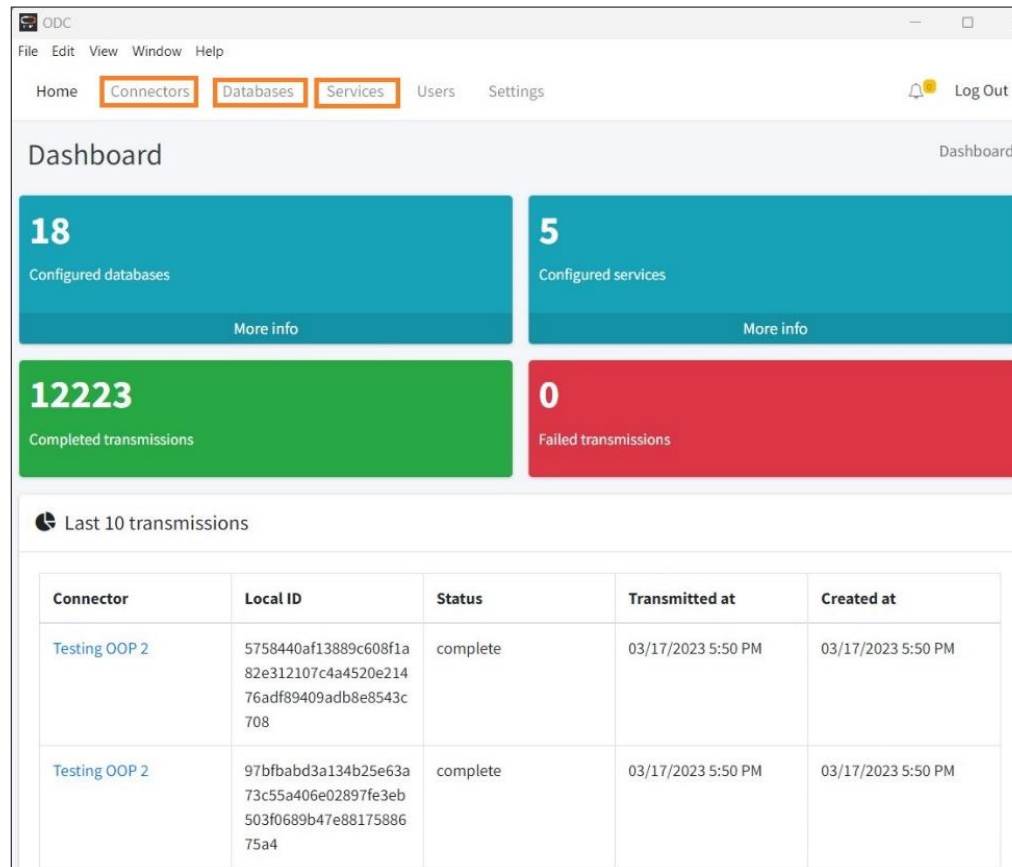 ODC
File Edit View Window Help
Home Connectors Databases Services Users Settings Log Out
Dashboard Dashboard
18
Configured databases
More info
5
Configured services
More info
12223
Completed transmissions
0
Failed transmissions
Last 10 transmissions
Connector Local ID Status Transmitted at Created at
Testing OOP 2 5758440af13889c608f1a complete 03/17/2023 5:50 PM 03/17/2023 5:50 PM
82e312107c4a4520e214
76adf89409adb8e8543c
708
Testing OOP 2 97bfbabd3a134b25e63a complete 03/17/2023 5:50 PM 03/17/2023 5:50 PM
73c55a406e02897fe3eb
503f0689b47e88175886
75a4